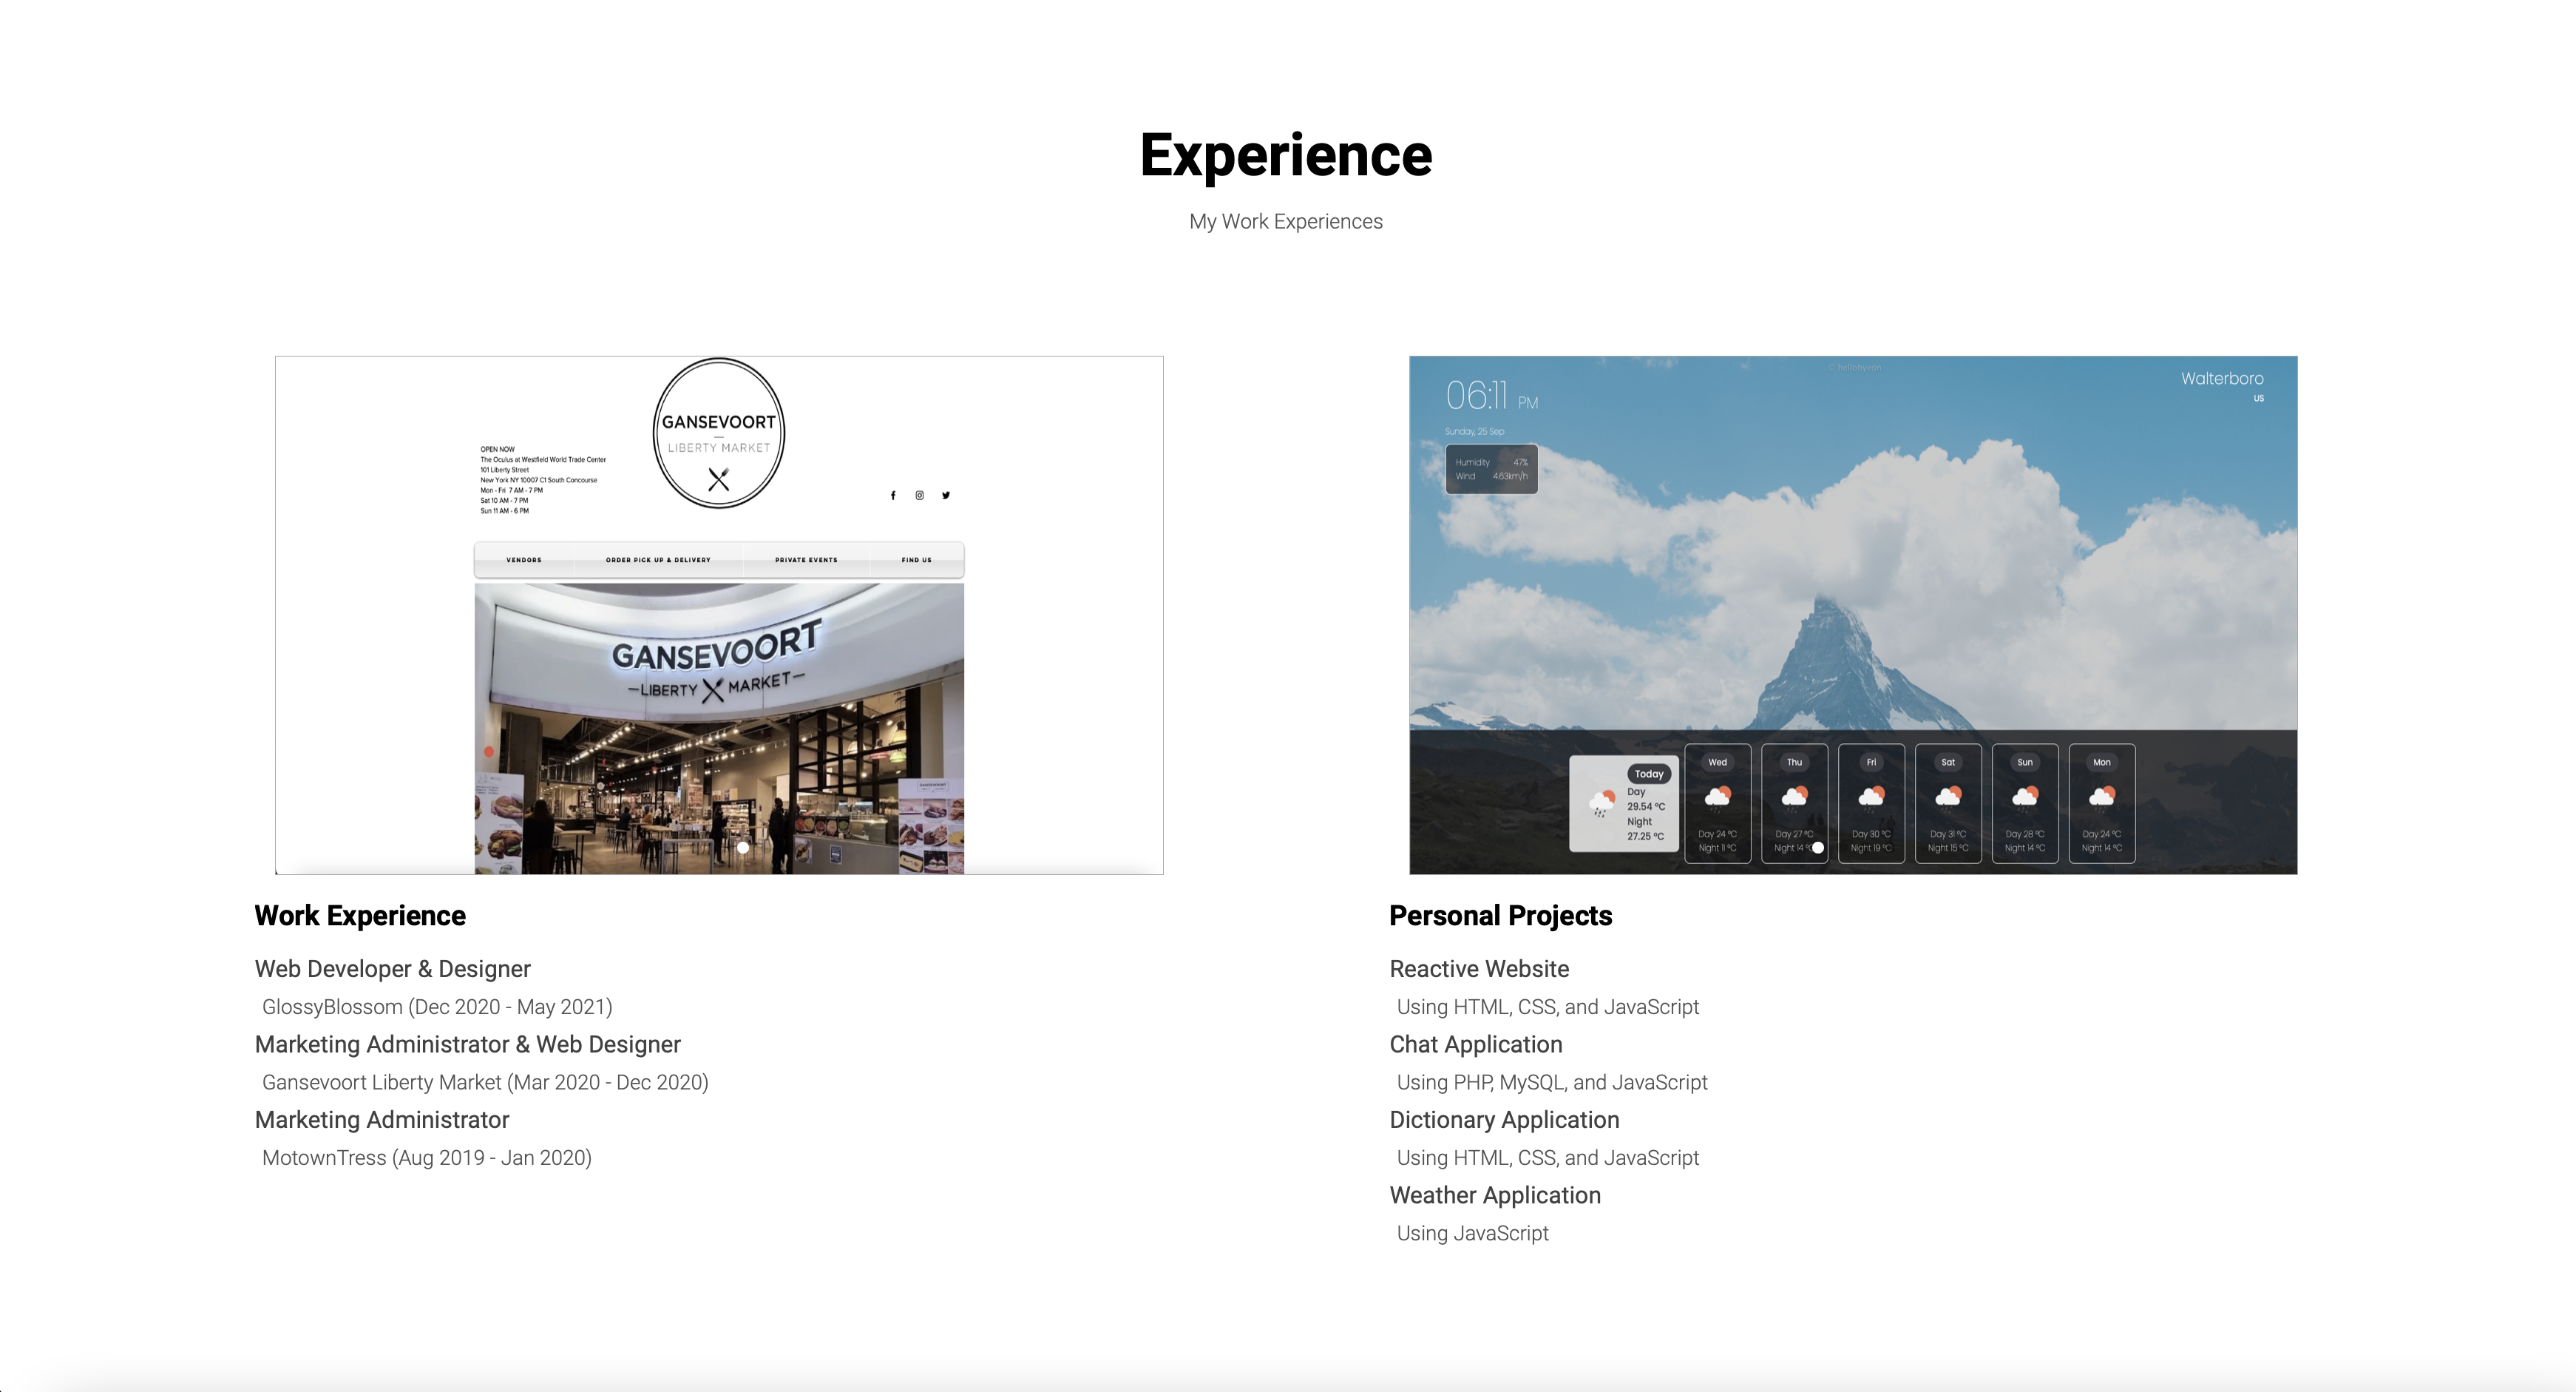 Experience
My Work Experiences
GANSEVOORT
LIBERTY MARKET
OPEN NOW
The Oculus at Westfield World Trade Center
101 Liberty Street
New York NY 10007 C1 South Concourse
Mon - Fri 7 AM - 7 PM
Sat 10 AM - 7 PM
Sun 11 AM - 6 PM
VENDORS
ORDER PICK UP & DELIVERY
PRIVATE EVENTS
FIND US
GANSEVOORT
LIBERTY MARKET
Work Experience
Web Developer & Designer
GlossyBlossom (Dec 2020 - May 2021)
Marketing Administrator & Web Designer
Gansevoort Liberty Market (Mar 2020 - Dec 2020)
Marketing Administrator
MotownTress (Aug 2019 - Jan 2020)
© hellohyeon
06:11 PM
Sunday, 25 Sep
Humidity 47%
Wind 4.63km/h
Walterboro
US
Today
Day
29.54 °C
Night
27.25 °C
Wed
Day 24 °C
Night 11 °C
Thu
Day 27 °C
Night 14 °C
Fri
Day 30 °C
Night 19 °C
Sat
Day 31 °C
Night 15 °C
Sun
Day 28 °C
Night 14 °C
Mon
Day 24 °C
Night 14 °C
Personal Projects
Reactive Website
Using HTML, CSS, and JavaScript
Chat Application
Using PHP, MySQL, and JavaScript
Dictionary Application
Using HTML, CSS, and JavaScript
Weather Application
Using JavaScript